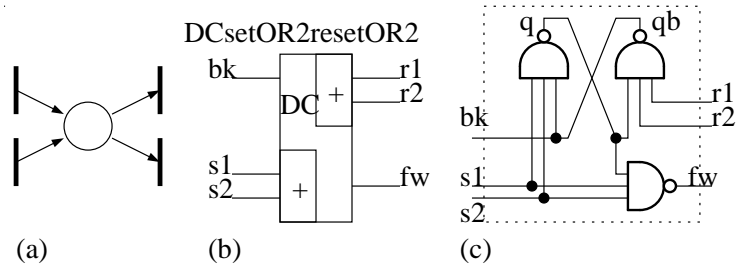 DCsetOR2resetOR2
bk
DC
+
r1
r2
s1
s2
+
fw
q
qb
bk
r1
r2
s1
s2
fw
(a)
(b)
(c)